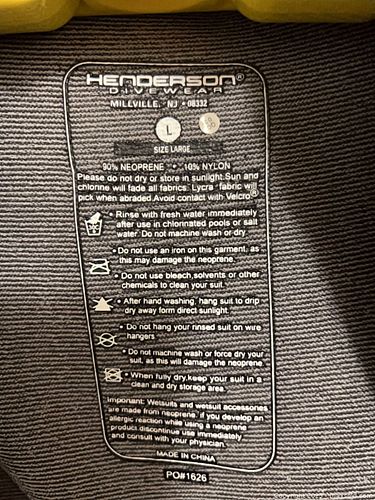 HENDERSON®
DIVEWEAR
MILLVILLE, NJ • 08332
L
SIZE LARGE
90% NEOPRENE • 10% NYLON
Please do not dry or store in sunlight.Sun and
chlorine will fade all fabrics. Lycra fabric will
pick when abraded.Avoid contact with Velcro®
• Rinse with fresh water immediately
after use in chlorinated pools or salt
water. Do not machine wash or dry.
• Do not use an iron on this garment, as
this may damage the neoprene.
• Do not use bleach,solvents or other
chemicals to clean your suit.
• After hand washing, hang suit to drip
dry away form direct sunlight.
• Do not hang your rinsed suit on wire
hangers
• Do not machine wash or force dry your
suit, as this will damage the neoprene.
• When fully dry,keep your suit in a
clean and dry storage area.
Important: Wetsuits and wetsuit accessories
are made from neoprene. if you develop an
allergic reaction while using a neoprene
product discontinue use immediately
and consult with your physician.
MADE IN CHINA
PO#1626